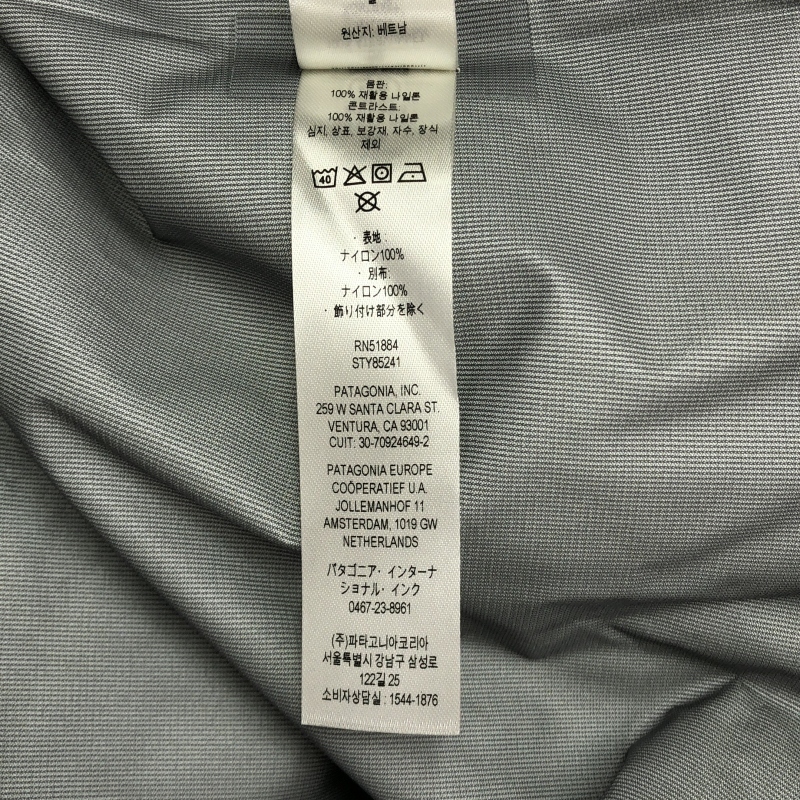 원산지: 베트남
몸판:
100% 재활용 나일론
콘트라스트:
100% 재활용 나일론
심지, 상표, 보강재, 자수, 장식
제외
40
・表地:
ナイロン100%
・別布:
ナイロン100%
・飾り付け部分を除く
RN51884
STY85241
PATAGONIA, INC.
259 W SANTA CLARA ST.
VENTURA, CA 93001
CUIT: 30-70924649-2
PATAGONIA EUROPE
COÖPERATIEF U.A.
JOLLEMANHOF 11
AMSTERDAM, 1019 GW
NETHERLANDS
パタゴニア・インターナ
ショナル・インク
0467-23-8961
(주)파타고니아코리아
서울특별시 강남구 삼성로
122길 25
소비자상담실 : 1544-1876